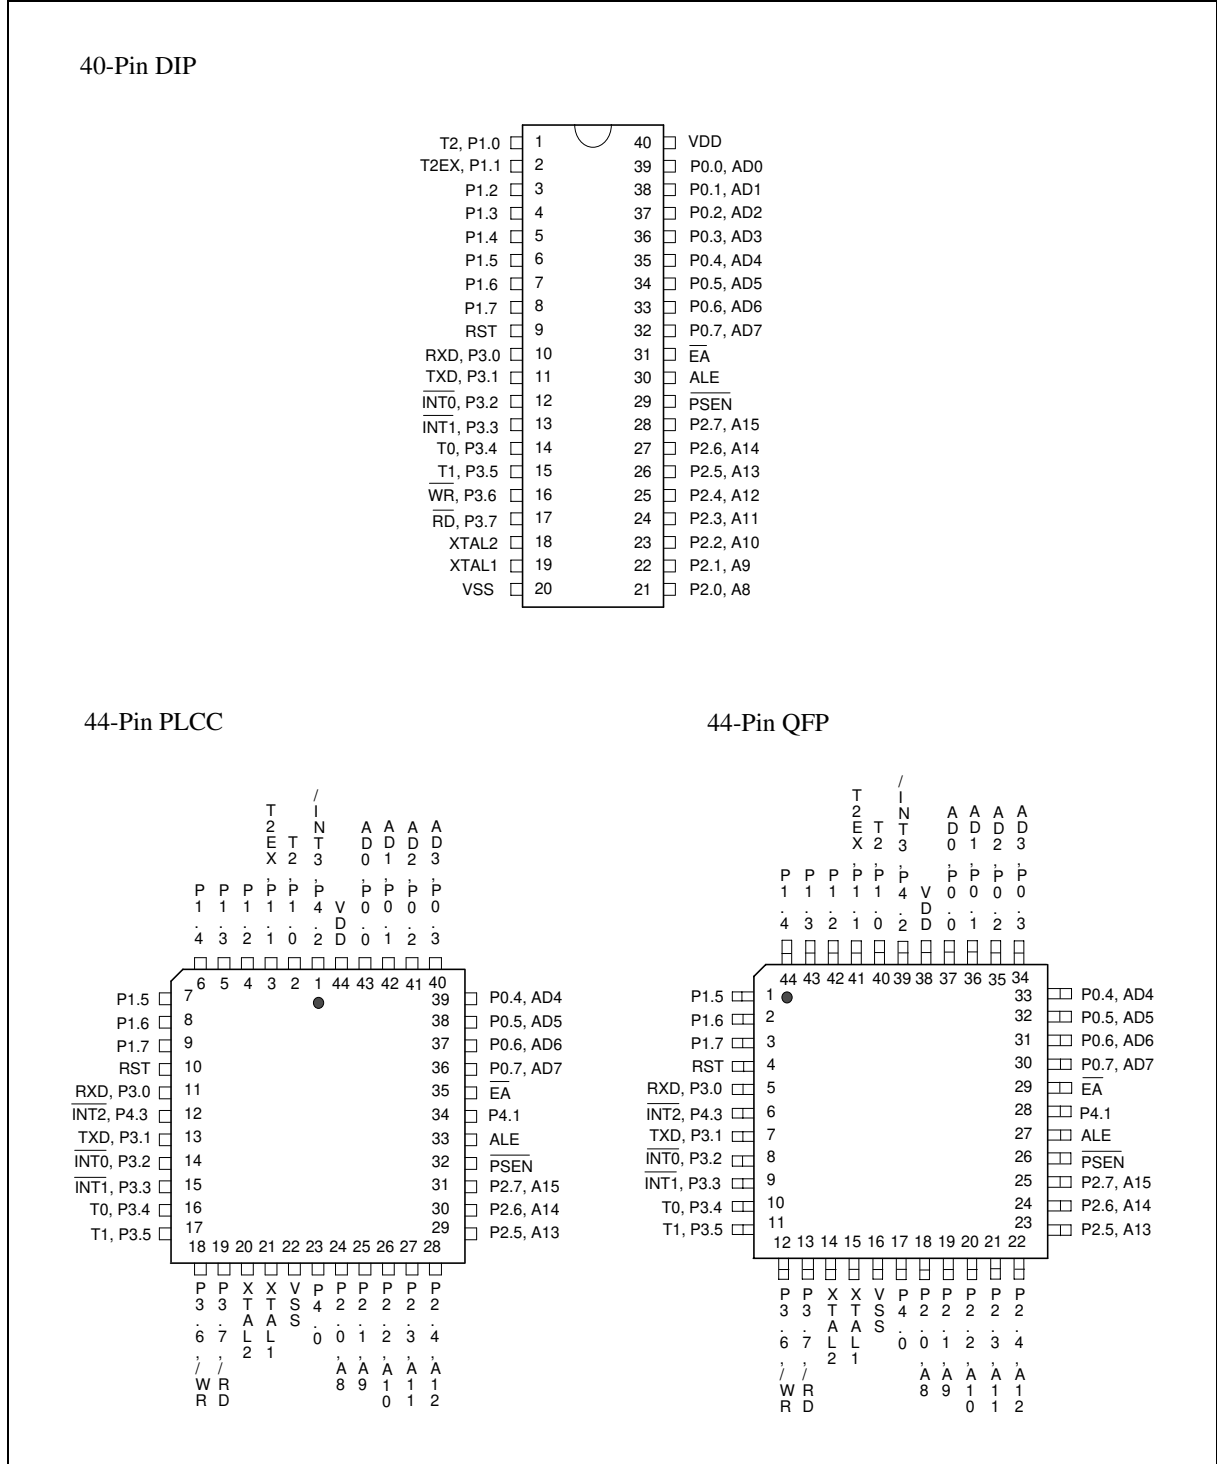 40-Pin DIP
T2, P1.0 1 40 VDD
T2EX, P1.1 2 39 P0.0, AD0
P1.2 3 38 P0.1, AD1
P1.3 4 37 P0.2, AD2
P1.4 5 36 P0.3, AD3
P1.5 6 35 P0.4, AD4
P1.6 7 34 P0.5, AD5
P1.7 8 33 P0.6, AD6
RST 9 32 P0.7, AD7
RXD, P3.0 10 31 EA
TXD, P3.1 11 30 ALE
INT0, P3.2 12 29 PSEN
INT1, P3.3 13 28 P2.7, A15
T0, P3.4 14 27 P2.6, A14
T1, P3.5 15 26 P2.5, A13
WR, P3.6 16 25 P2.4, A12
RD, P3.7 17 24 P2.3, A11
XTAL2 18 23 P2.2, A10
XTAL1 19 22 P2.1, A9
VSS 20 21 P2.0, A8
44-Pin PLCC
P1.4
P1.3
P1.2
T2EX,P1.1
T2,P1.0
/INT3,P4.2
VDD
AD0,P0.0
AD1,P0.1
AD2,P0.2
AD3,P0.3
6 5 4 3 2 1 44 43 42 41 40
P1.5 7 39 P0.4, AD4
P1.6 8 38 P0.5, AD5
P1.7 9 37 P0.6, AD6
RST 10 36 P0.7, AD7
RXD, P3.0 11 35 EA
INT2, P4.3 12 34 P4.1
TXD, P3.1 13 33 ALE
INT0, P3.2 14 32 PSEN
INT1, P3.3 15 31 P2.7, A15
T0, P3.4 16 30 P2.6, A14
T1, P3.5 17 29 P2.5, A13
18 19 20 21 22 23 24 25 26 27 28
P3.6,/WR
P3.7,/RD
XTAL2
XTAL1
VSS
P4.0
P2.0,A8
P2.1,A9
P2.2,A10
P2.3,A11
P2.4,A12
44-Pin QFP
P1.4
P1.3
P1.2
T2EX,P1.1
T2,P1.0
/INT3,P4.2
VDD
AD0,P0.0
AD1,P0.1
AD2,P0.2
AD3,P0.3
44 43 42 41 40 39 38 37 36 35 34
P1.5 1 33 P0.4, AD4
P1.6 2 32 P0.5, AD5
P1.7 3 31 P0.6, AD6
RST 4 30 P0.7, AD7
RXD, P3.0 5 29 EA
INT2, P4.3 6 28 P4.1
TXD, P3.1 7 27 ALE
INT0, P3.2 8 26 PSEN
INT1, P3.3 9 25 P2.7, A15
T0, P3.4 10 24 P2.6, A14
T1, P3.5 11 23 P2.5, A13
12 13 14 15 16 17 18 19 20 21 22
P3.6,/WR
P3.7,/RD
XTAL2
XTAL1
VSS
P4.0
P2.0,A8
P2.1,A9
P2.2,A10
P2.3,A11
P2.4,A12